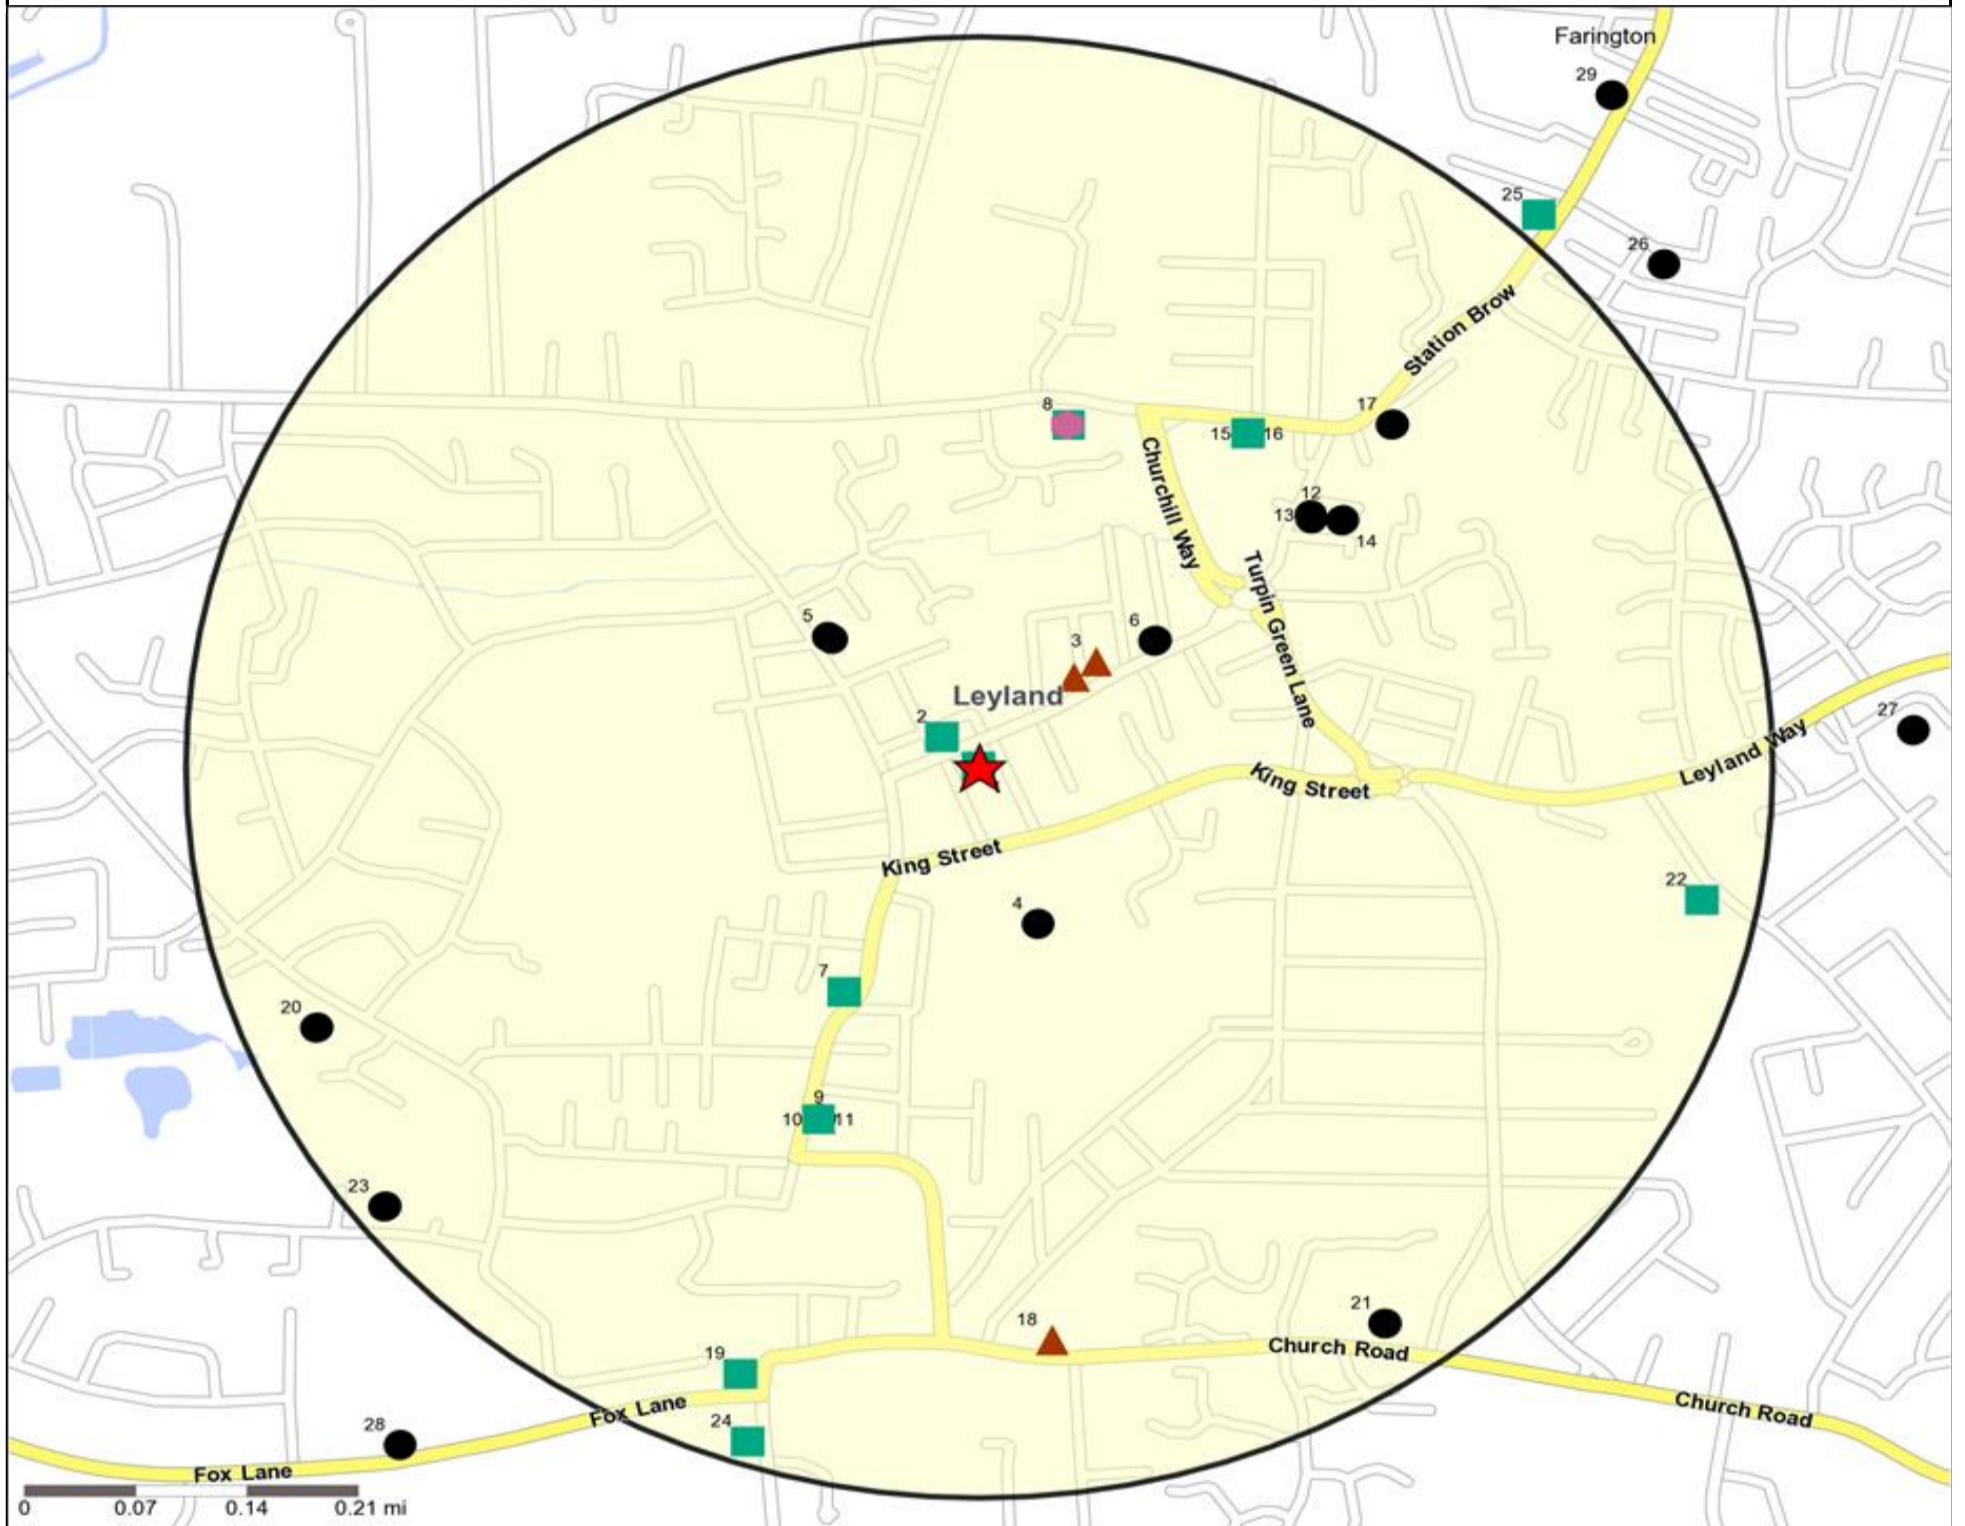 Farington
29
25
26
Station Brow
8
17
15
16
Churchill Way
12
13
14
Turpin Green Lane
5
6
3
Leyland
2
27
Leyland Way
King Street
King Street
4
22
7
20
9
10
11
23
21
18
Church Road
19
Fox Lane
24
Church Road
28
Fox Lane
0 0.07 0.14 0.21 mi